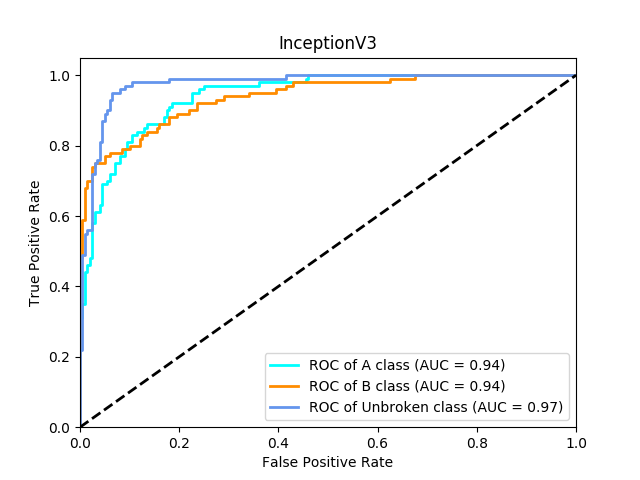 InceptionV3
1.0
0.8
0.6
0.4
0.2
0.0
True Positive Rate
ROC of A class (AUC = 0.94)
ROC of B class (AUC = 0.94)
ROC of Unbroken class (AUC = 0.97)
0.0 0.2 0.4 0.6 0.8 1.0
False Positive Rate